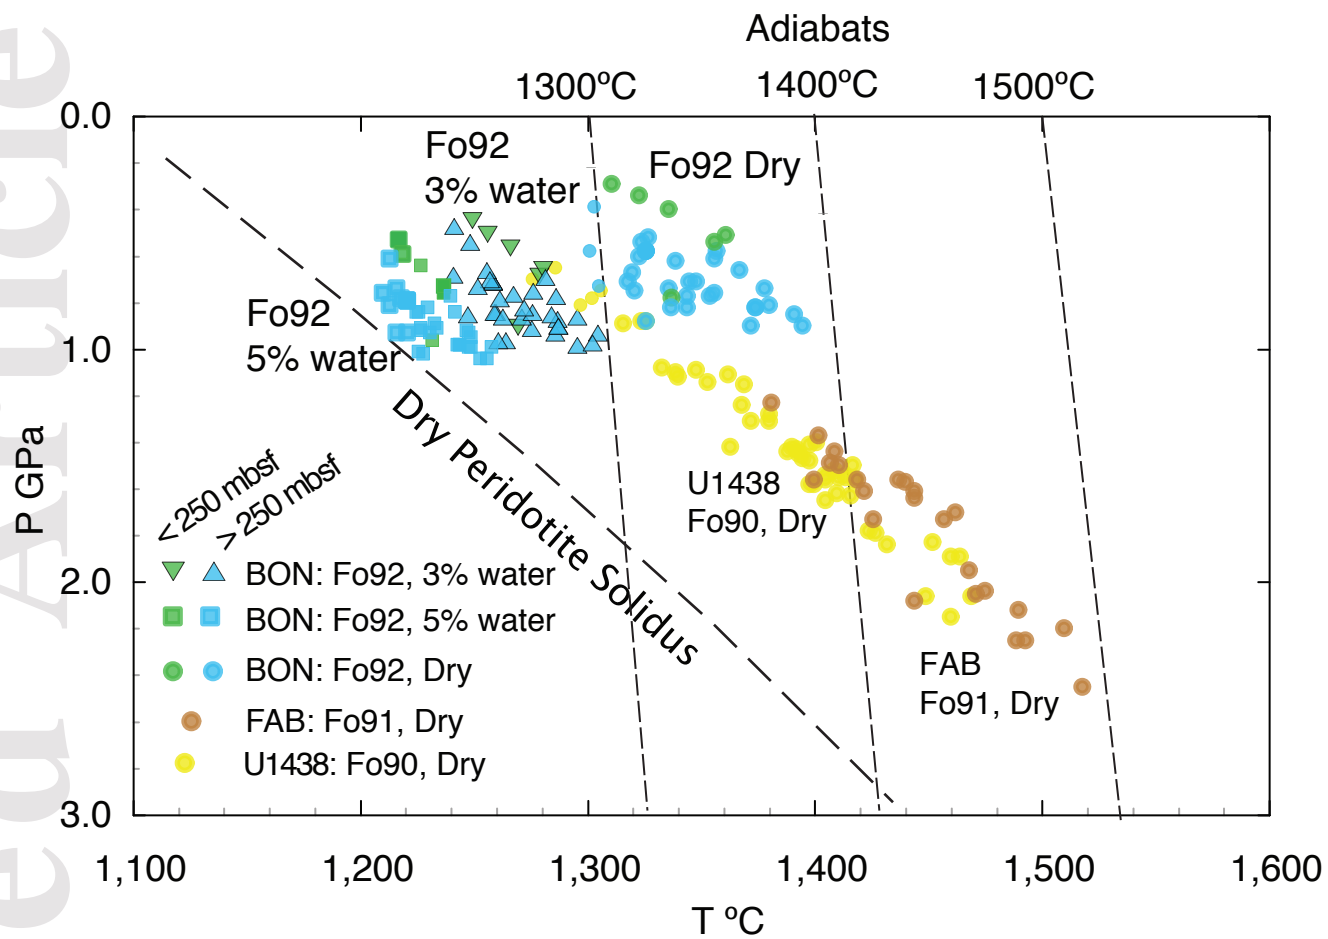 Adiabats
1300ºC 1400ºC 1500ºC
0.0
Fo92
3% water
Fo92 Dry
Fo92
5% water
1.0
Dry Peridotite Solidus
P GPa
<250 mbsf
>250 mbsf
U1438
Fo90, Dry
BON: Fo92, 3% water
2.0
BON: Fo92, 5% water
BON: Fo92, Dry
FAB
Fo91, Dry
FAB: Fo91, Dry
U1438: Fo90, Dry
3.0
1,100 1,200 1,300 1,400 1,500 1,600
T ºC
ed Article